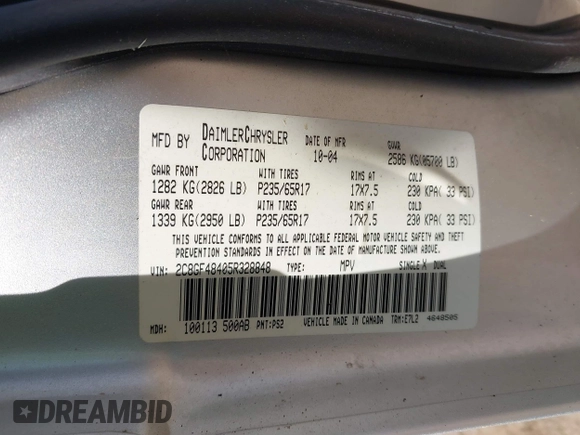 MFD BY DAIMLERCHRYSLER CORPORATION DATE OF MFR 10-04 GVWR 2586 KG(05700 LB)
GAWR FRONT WITH TIRES RIMS AT COLD
1282 KG(2826 LB) P235/65R17 17X7.5 230 KPA( 33 PSI)
GAWR REAR WITH TIRES RIMS AT COLD
1339 KG(2950 LB) P235/65R17 17X7.5 230 KPA( 33 PSI)
THIS VEHICLE CONFORMS TO ALL APPLICABLE FEDERAL MOTOR VEHICLE SAFETY AND THEFT
PREVENTION STANDARDS IN EFFECT ON THE DATE OF MANUFACTURE SHOWN ABOVE.
VIN: 2C8GF48405R328848 TYPE: MPV SINGLE X DUAL
MDH: 100113 500AB PNT:PS2 VEHICLE MADE IN CANADA TRM:E7L2 4648505
DREAMBID